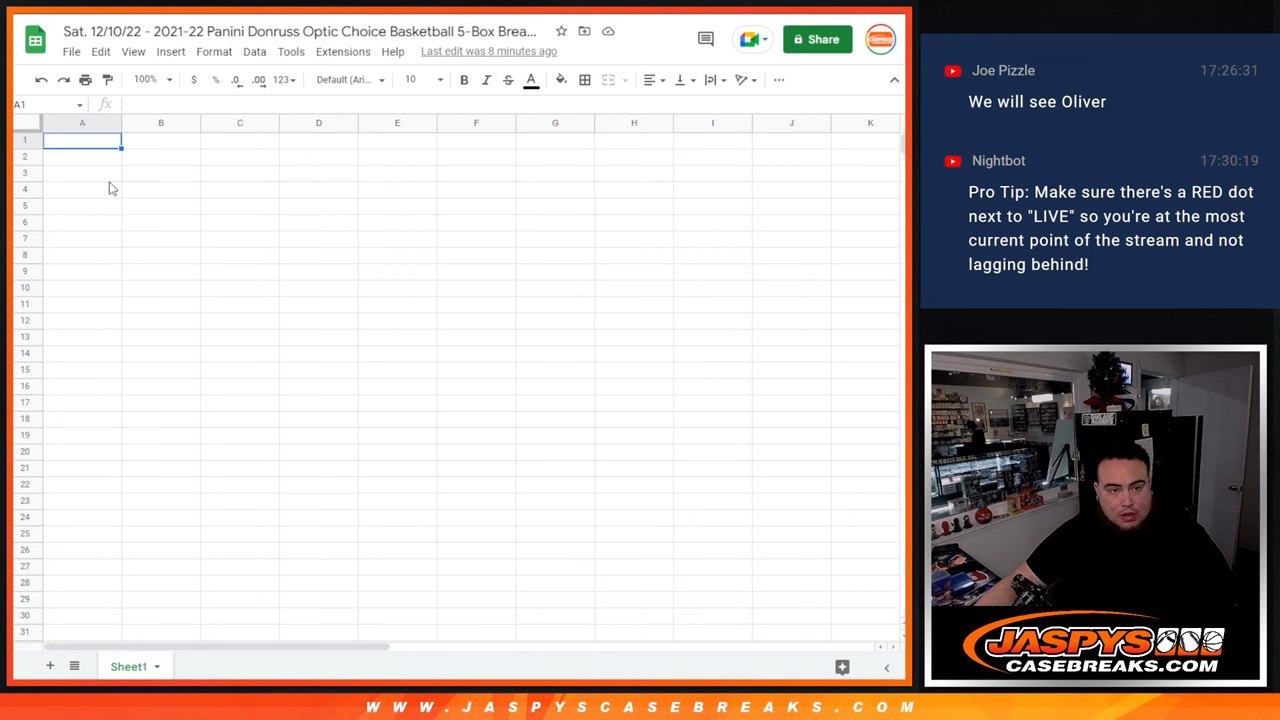 Sat. 12/10/22 - 2021-22 Panini Donruss Optic Choice Basketball 5-Box Brea...
File Edit View Insert Format Data Tools Extensions Help Last edit was 8 minutes ago
Share
100% $ % .0 .00 123 Default (Ari... 10 B I S A
A1 fx
A B C D E F G H I J K
1
2
3
4
5
6
7
8
9
10
11
12
13
14
15
16
17
18
19
20
21
22
23
24
25
26
27
28
29
30
31
Sheet1
Joe Pizzle 17:26:31
We will see Oliver
Nightbot 17:30:19
Pro Tip: Make sure there's a RED dot
next to "LIVE" so you're at the most
current point of the stream and not
lagging behind!
JASPYS
CASEBREAKS.COM
WWW.JASPYSCASEBREAKS.COM